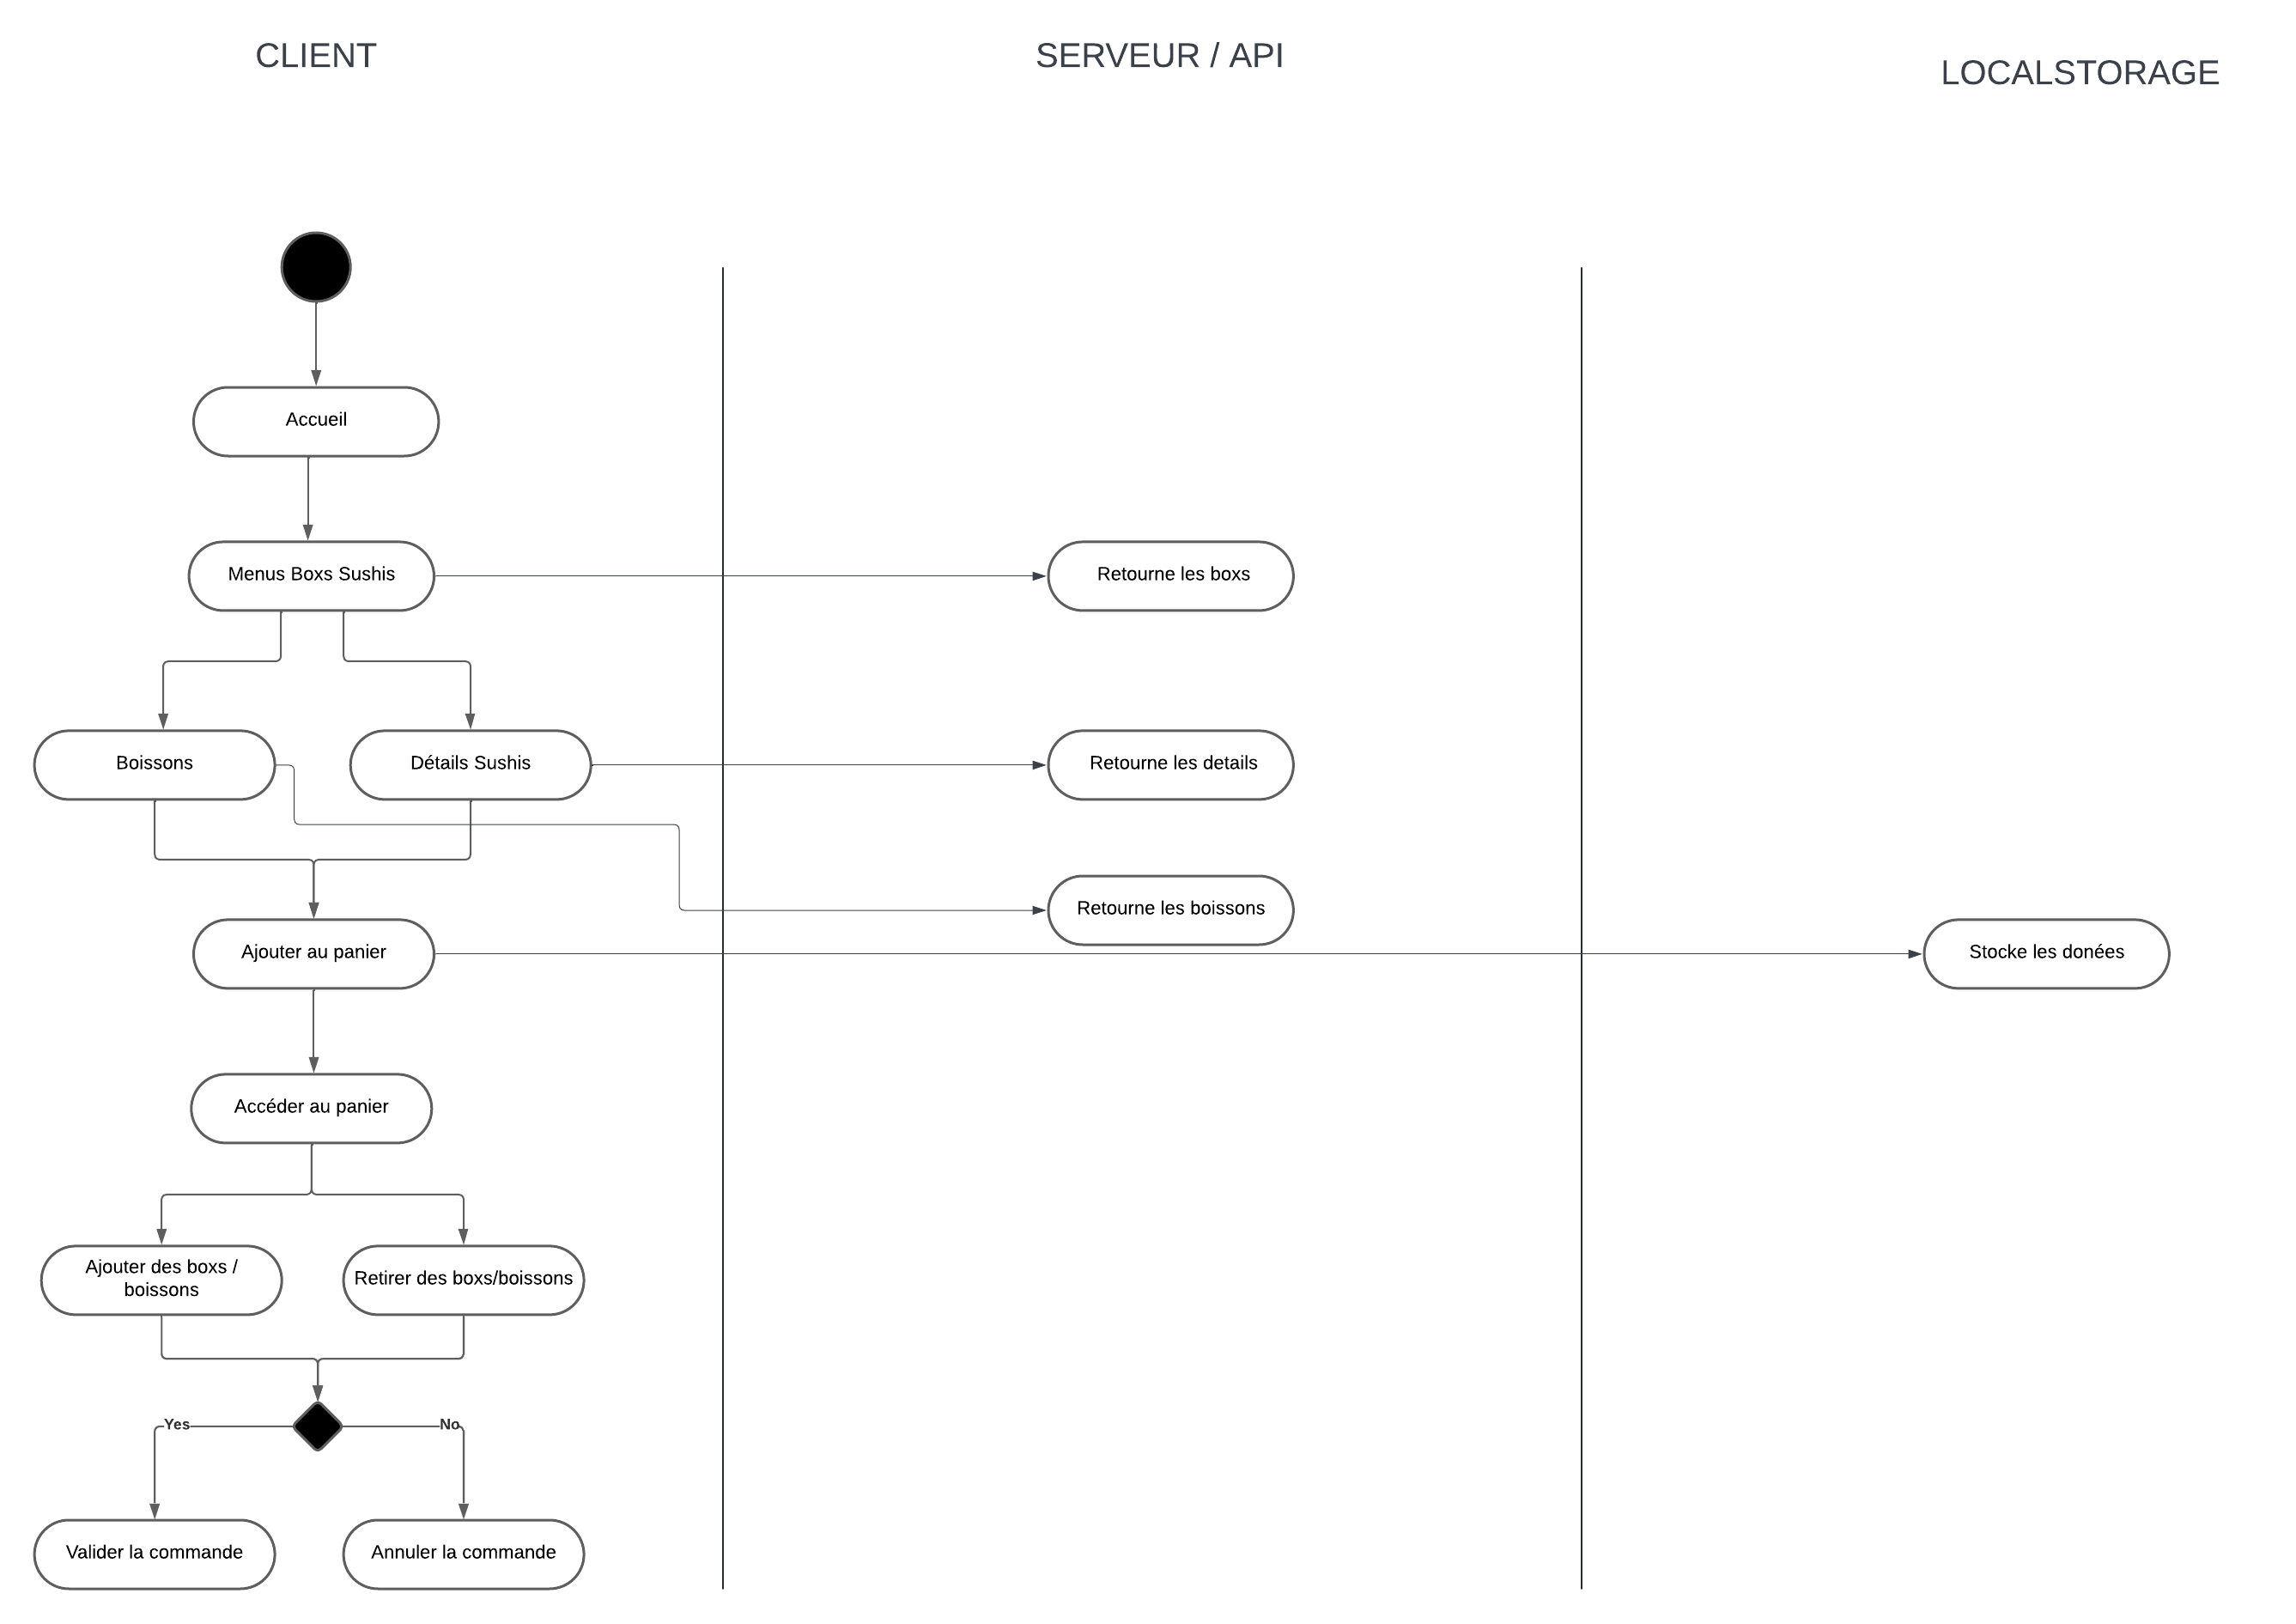 CLIENT
SERVEUR / API
LOCALSTORAGE
Accueil
Menus Boxs Sushis
Retourne les boxs
Boissons
Détails Sushis
Retourne les details
Retourne les boissons
Ajouter au panier
Stocke les donées
Accéder au panier
Ajouter des boxs /
boissons
Retirer des boxs/boissons
Yes
No
Valider la commande
Annuler la commande